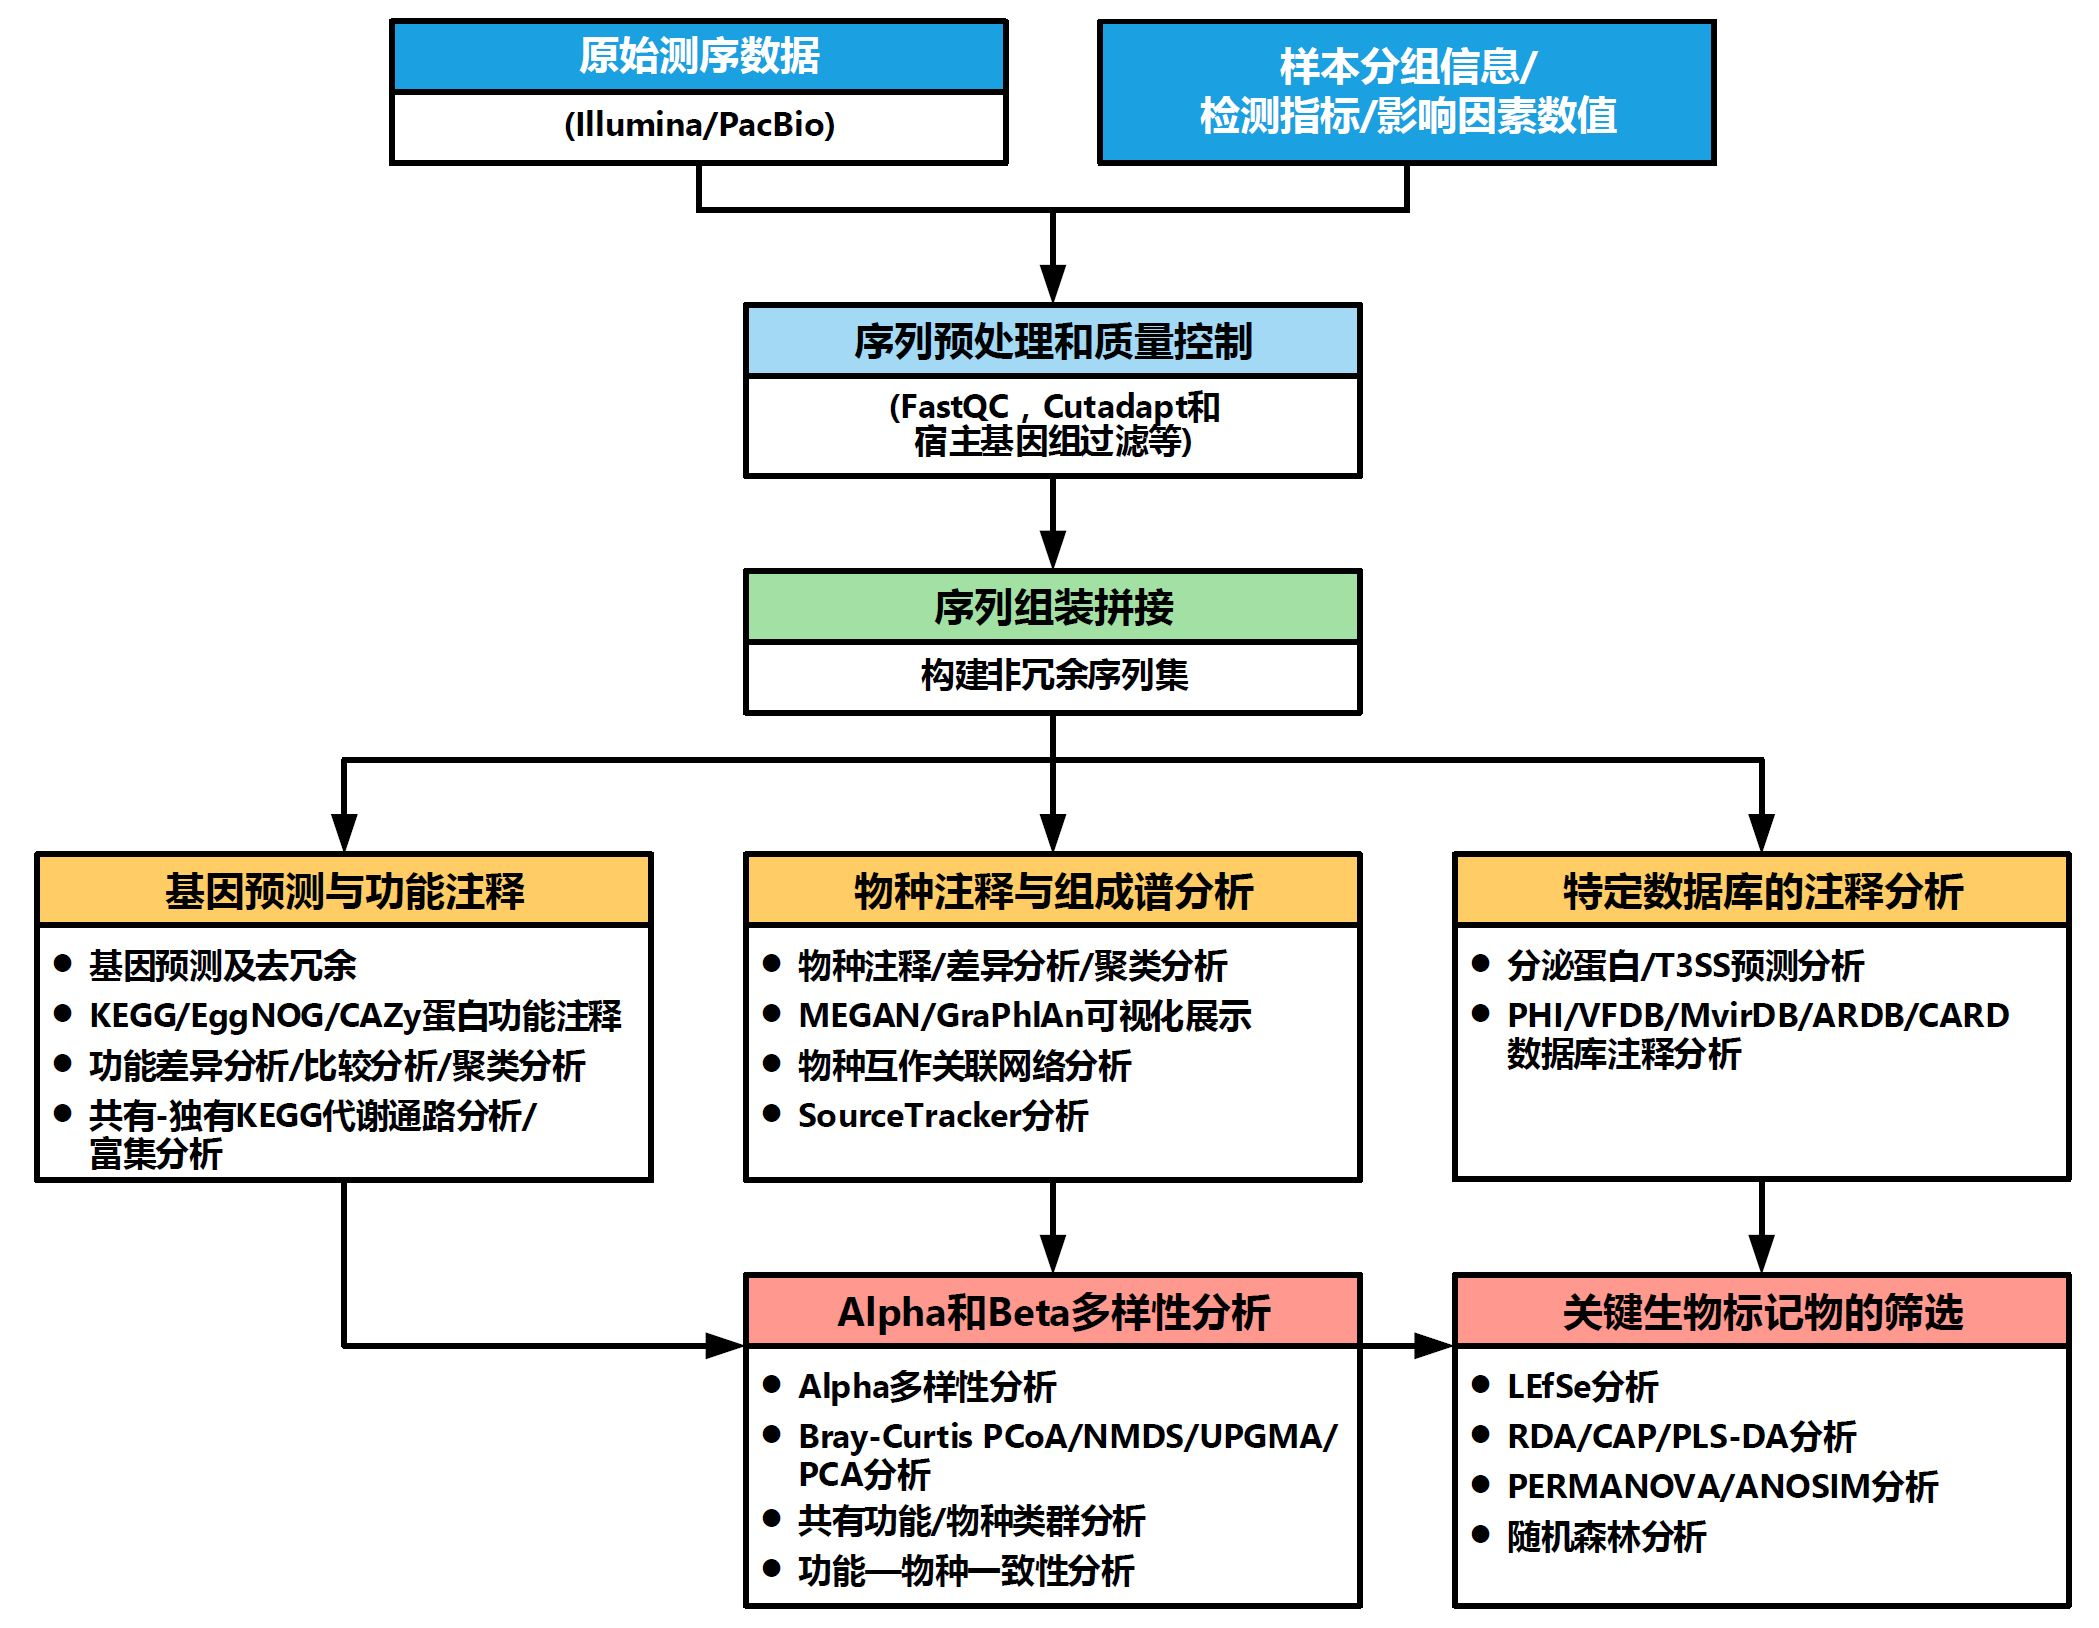 原始测序数据
(Illumina/PacBio)
样本分组信息/
检测指标/影响因素数值
序列预处理和质量控制
(FastQC，Cutadapt和
宿主基因组过滤等)
序列组装拼接
构建非冗余序列集
基因预测与功能注释
● 基因预测及去冗余
● KEGG/EggNOG/CAZy蛋白功能注释
● 功能差异分析/比较分析/聚类分析
● 共有-独有KEGG代谢通路分析/
富集分析
物种注释与组成谱分析
● 物种注释/差异分析/聚类分析
● MEGAN/GraPhlAn可视化展示
● 物种互作关联网络分析
● SourceTracker分析
特定数据库的注释分析
● 分泌蛋白/T3SS预测分析
● PHI/VFDB/MvirDB/ARDB/CARD
数据库注释分析
Alpha和Beta多样性分析
● Alpha多样性分析
● Bray-Curtis PCoA/NMDS/UPGMA/
PCA分析
● 共有功能/物种类群分析
● 功能—物种一致性分析
关键生物标记物的筛选
● LEfSe分析
● RDA/CAP/PLS-DA分析
● PERMANOVA/ANOSIM分析
● 随机森林分析